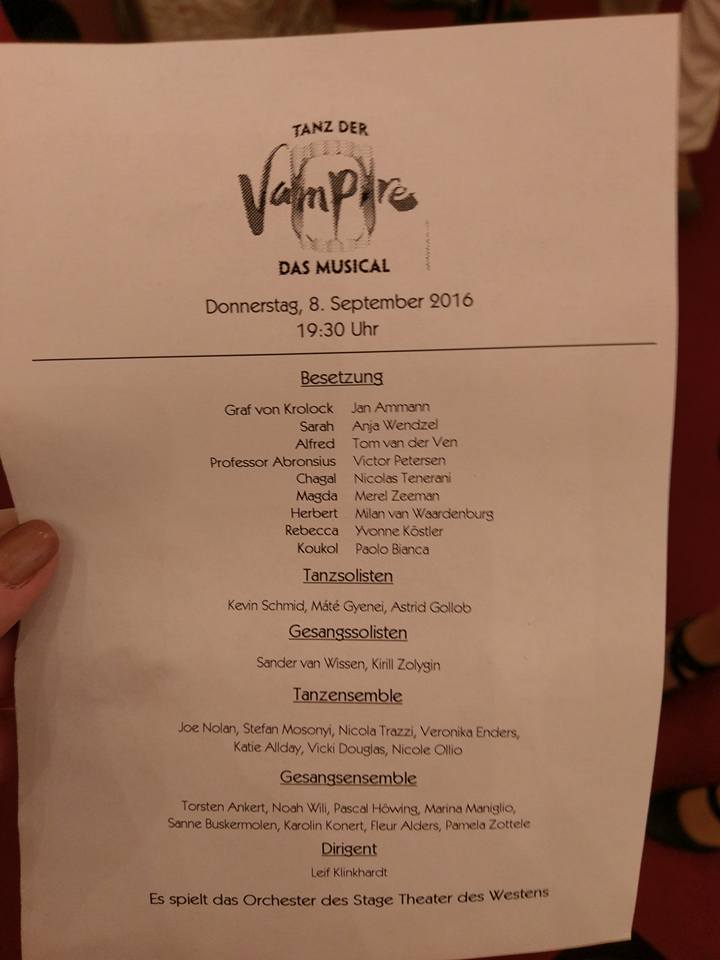 TANZ DER
Vampire
DAS MUSICAL
Donnerstag, 8. September 2016
19:30 Uhr
Besetzung
Graf von Krolock Jan Ammann
Sarah Anja Wendzel
Alfred Tom van der Ven
Professor Abronsius Victor Petersen
Chagal Nicolas Tenerani
Magda Merel Zeeman
Herbert Milan van Waardenburg
Rebecca Yvonne Köstler
Koukol Paolo Bianca
Tanzsolisten
Kevin Schmid, Máté Gyenei, Astrid Gollob
Gesangssolisten
Sander van Wissen, Kirill Zolygin
Tanzensemble
Joe Nolan, Stefan Mosonyi, Nicola Trazzi, Veronika Enders,
Katie Allday, Vicki Douglas, Nicole Ollio
Gesangsensemble
Torsten Ankert, Noah Wili, Pascal Höwing, Marina Maniglio,
Sanne Buskermolen, Karolin Konert, Fleur Alders, Pamela Zottele
Dirigent
Leif Klinkhardt
Es spielt das Orchester des Stage Theater des Westens